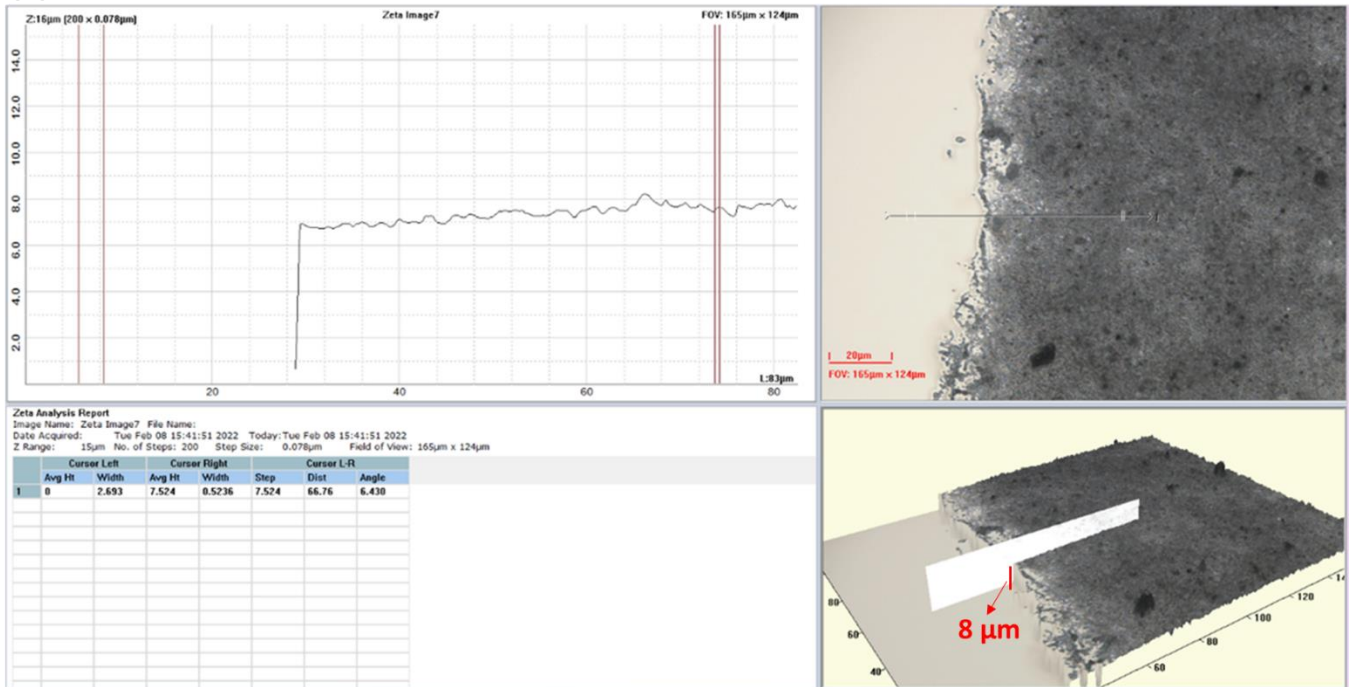 Z:16µm [200 × 0.078µm]
Zeta Image7
FOV: 165µm x 124µm
14.0
12.0
10.0
8.0
6.0
4.0
2.0
L:83µm
20
40
60
80
20µm
FOV: 165µm x 124µm
Zeta Analysis Report
Image Name: Zeta Image7 File Name:
Date Acquired: Tue Feb 08 15:41:51 2022 Today:Tue Feb 08 15:41:51 2022
Z Range: 15µm No. of Steps: 200 Step Size: 0.078µm Field of View: 165µm x 124µm
Cursor Left Cursor Right Cursor L-R
Avg Ht Width Avg Ht Width Step Dist Angle
1 0 2.693 7.524 0.5236 7.524 66.76 6.430
8 µm
80
60
40
60
80
100
120